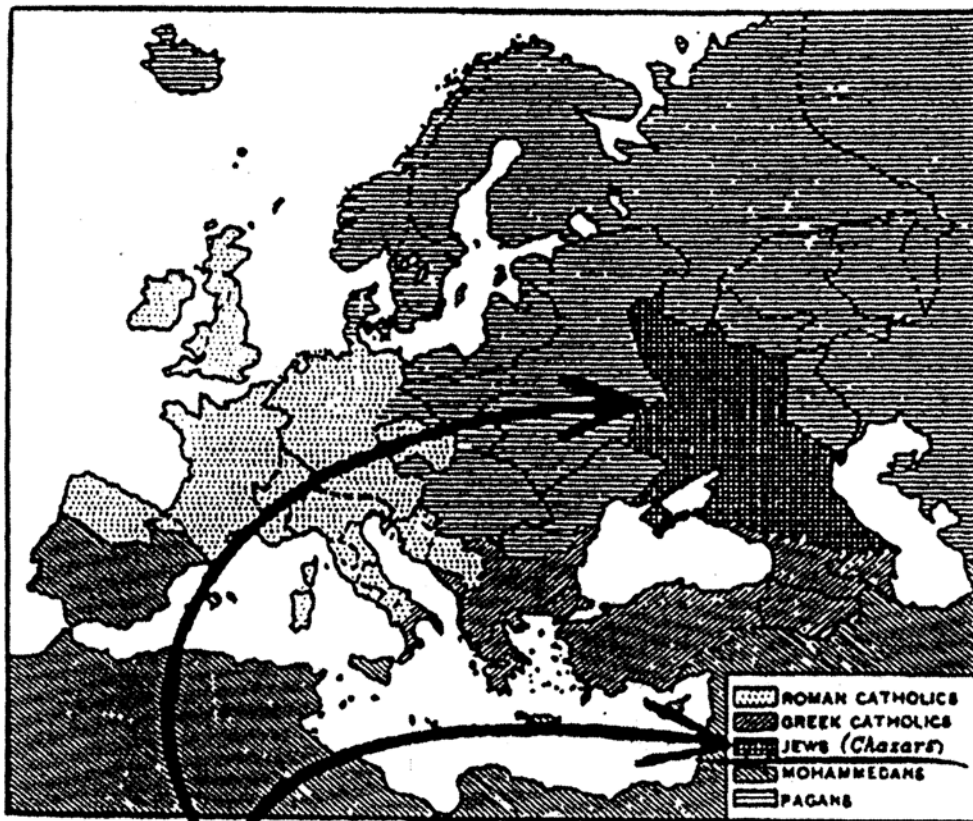 ROMAN CATHOLICS
GREEK CATHOLICS
JEWS (Chazars)
MOHAMMEDANS
PAGANS